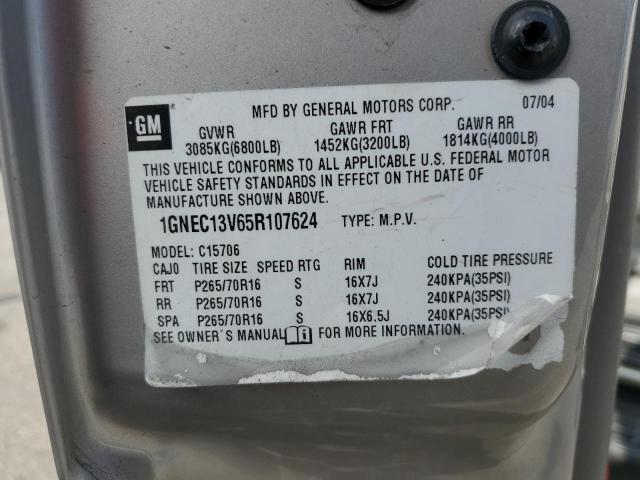 GM
MFD BY GENERAL MOTORS CORP. 07/04
GVWR GAWR FRT GAWR RR
3085KG(6800LB) 1452KG(3200LB) 1814KG(4000LB)
THIS VEHICLE CONFORMS TO ALL APPLICABLE U.S. FEDERAL MOTOR
VEHICLE SAFETY STANDARDS IN EFFECT ON THE DATE OF
MANUFACTURE SHOWN ABOVE.
1GNEC13V65R107624 TYPE: M.P.V.
MODEL: C15706
CAJ0 TIRE SIZE SPEED RTG RIM COLD TIRE PRESSURE
FRT P265/70R16 S 16X7J 240KPA(35PSI)
RR P265/70R16 S 16X7J 240KPA(35PSI)
SPA P265/70R16 S 16X6.5J 240KPA(35PSI)
SEE OWNER'S MANUAL FOR MORE INFORMATION.